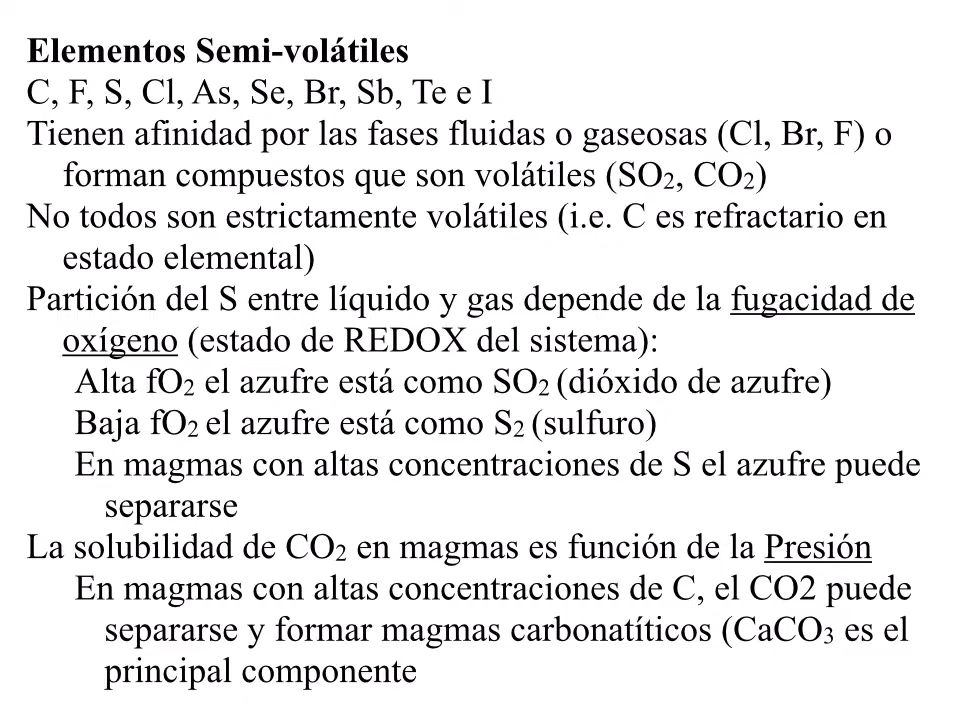 Elementos Semi-volátiles
C, F, S, Cl, As, Se, Br, Sb, Te e I
Tienen afinidad por las fases fluidas o gaseosas (Cl, Br, F) o
forman compuestos que son volátiles (SO₂, CO₂)
No todos son estrictamente volátiles (i.e. C es refractario en
estado elemental)
Partición del S entre líquido y gas depende de la fugacidad de
oxígeno (estado de REDOX del sistema):
Alta fO₂ el azufre está como SO₂ (dióxido de azufre)
Baja fO₂ el azufre está como S₂ (sulfuro)
En magmas con altas concentraciones de S el azufre puede
separarse
La solubilidad de CO₂ en magmas es función de la Presión
En magmas con altas concentraciones de C, el CO2 puede
separarse y formar magmas carbonatíticos (CaCO₃ es el
principal componente